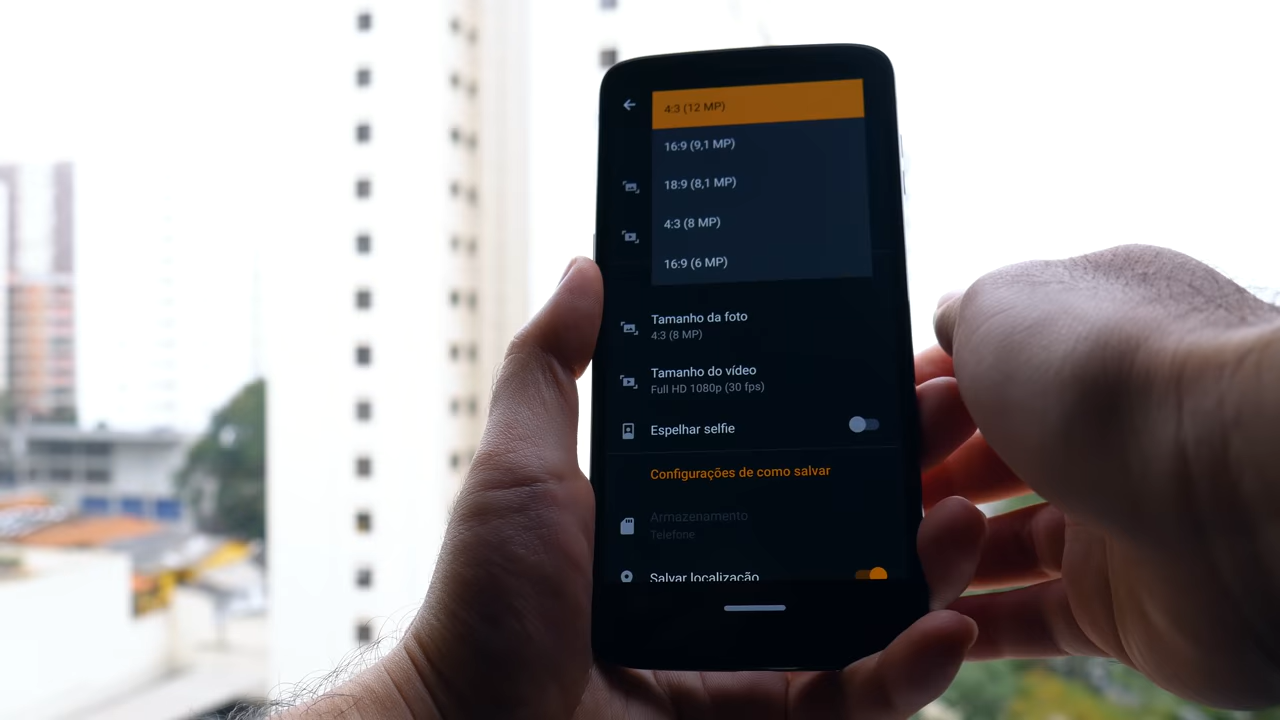 4:3 (12 MP)
16:9 (9,1 MP)
18:9 (8,1 MP)
4:3 (8 MP)
16:9 (6 MP)
Tamanho da foto
4:3 (8 MP)
Tamanho do vídeo
Full HD 1080p (30 fps)
Espelhar selfie
Configurações de como salvar
Armazenamento
Telefone
Salvar localização